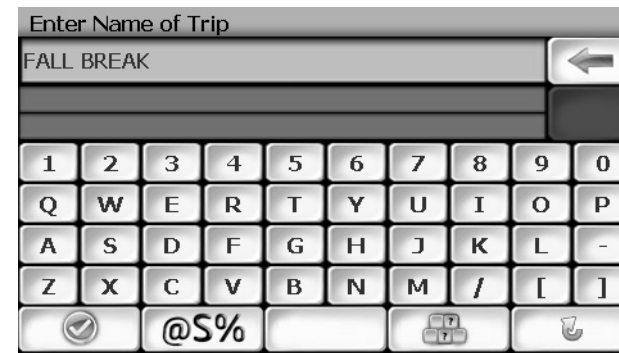 Enter Name of Trip
FALL BREAK
1 2 3 4 5 6 7 8 9 0
Q W E R T Y U I O P
A S D F G H J K L -
Z X C V B N M / [ ]
@S% ? ?